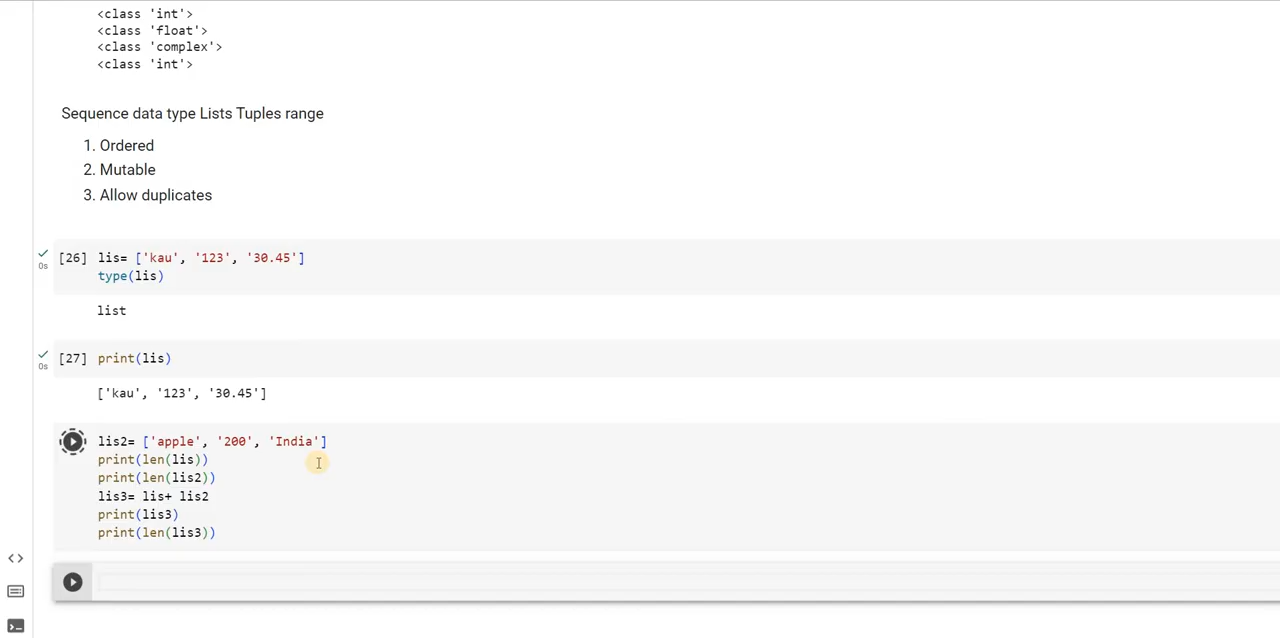 <class 'int'>
<class 'float'>
<class 'complex'>
<class 'int'>
Sequence data type Lists Tuples range
1. Ordered
2. Mutable
3. Allow duplicates
[26] lis= ['kau', '123', '30.45']
0s
type(lis)
list
[27] print(lis)
0s
['kau', '123', '30.45']
lis2= ['apple', '200', 'India']
print(len(lis))
print(len(lis2))
lis3= lis+ lis2
print(lis3)
print(len(lis3))